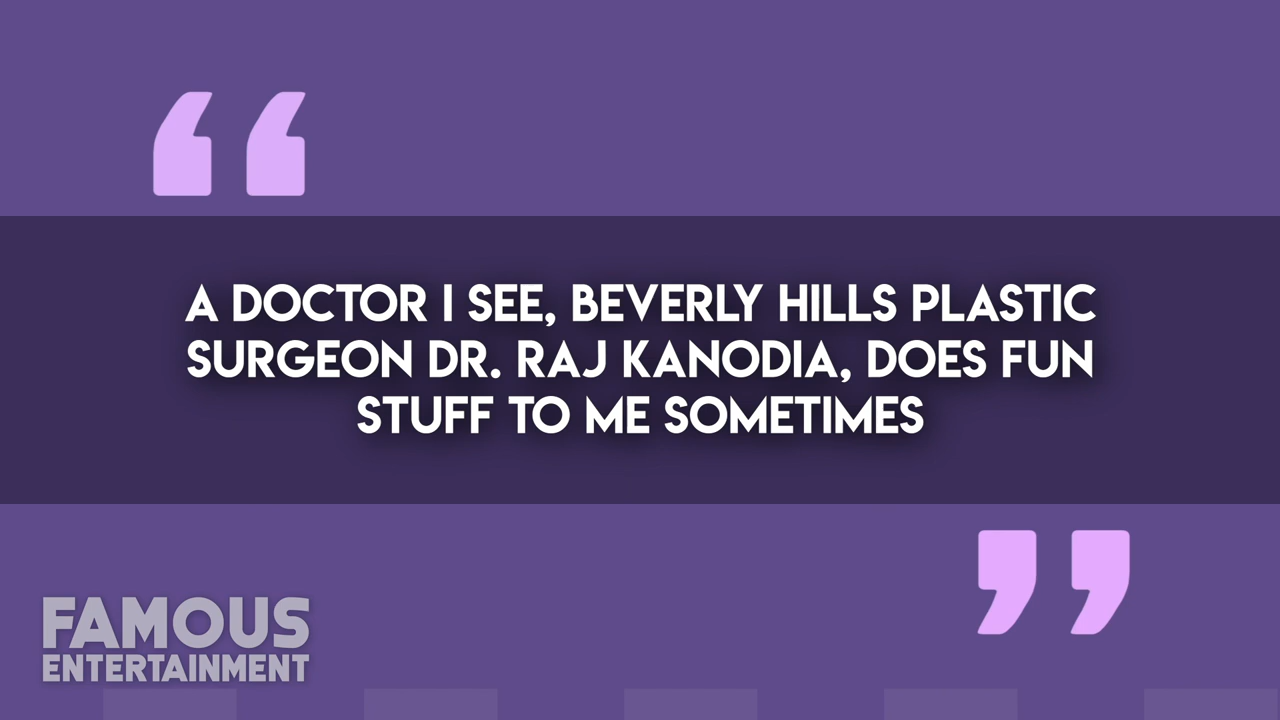 “
A DOCTOR I SEE, BEVERLY HILLS PLASTIC
SURGEON DR. RAJ KANODIA, DOES FUN
STUFF TO ME SOMETIMES
”
FAMOUS
ENTERTAINMENT